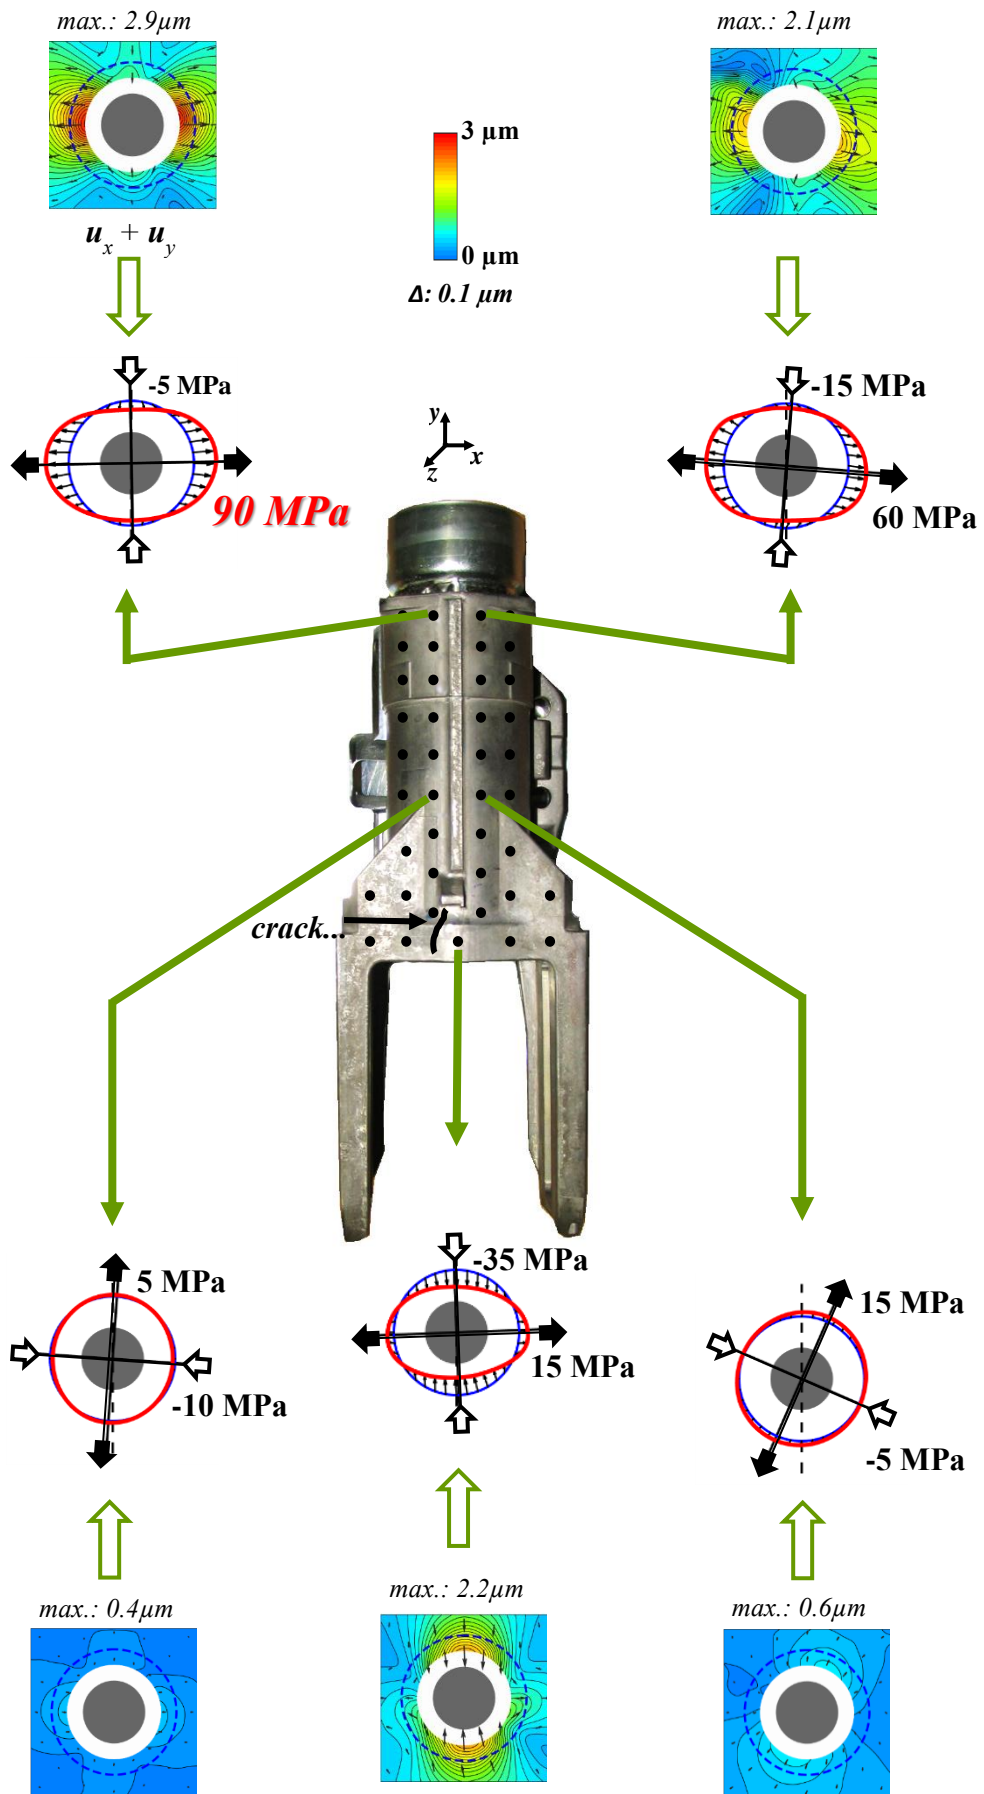 max.: 2.9µm
max.: 2.1µm
3 µm
0 µm
Δ: 0.1 µm
u_x + u_y
-5 MPa
90 MPa
y
x
z
-15 MPa
60 MPa
crack...
5 MPa
-10 MPa
-35 MPa
15 MPa
15 MPa
-5 MPa
max.: 0.4µm
max.: 2.2µm
max.: 0.6µm